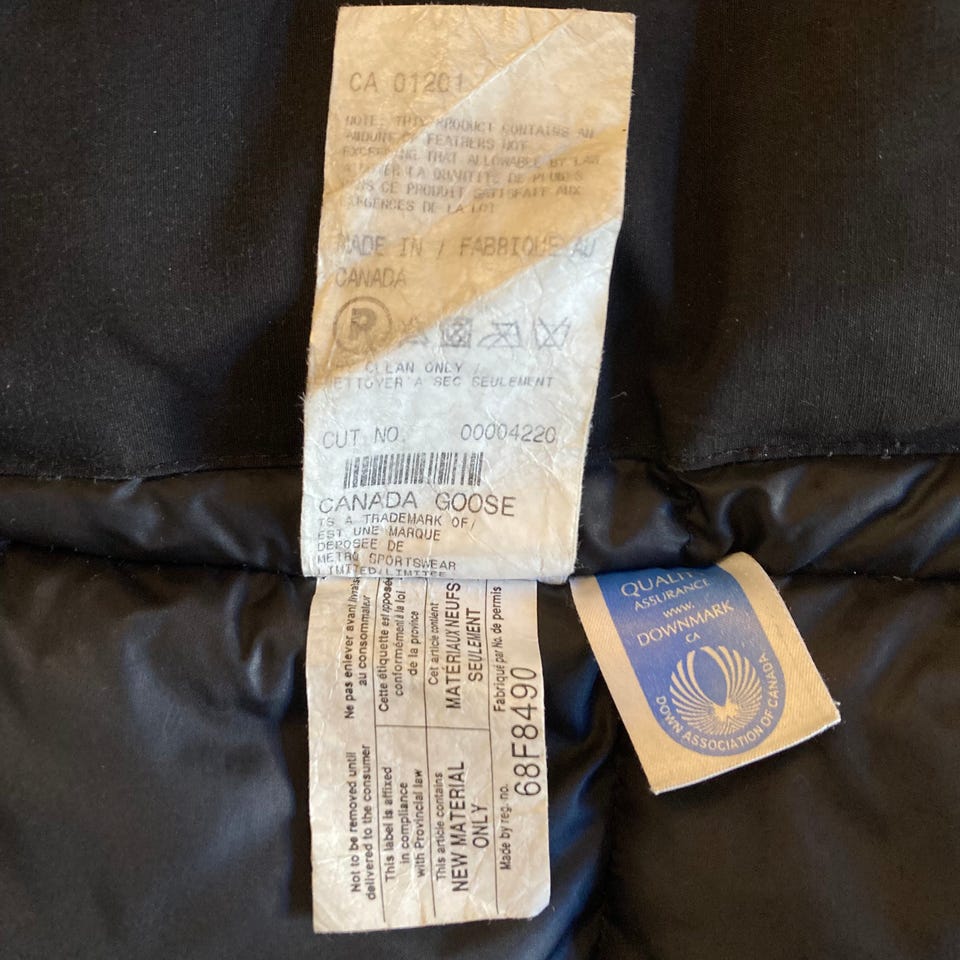 CA 01201
NOTE: THIS PRODUCT CONTAINS AN
AMOUNT OF FEATHERS NOT
EXCEEDING THAT ALLOWABLE BY LAW
LA QUANTITE DE PLUMES
CE PRODUIT SATISFAIT AUX
EXIGENCES DE LA LOI
MADE IN / FABRIQUE AU
CANADA
R
CLEAN ONLY /
NETTOYER A SEC SEULEMENT
CUT NO. 00004220
CANADA GOOSE
IS A TRADEMARK OF/
EST UNE MARQUE
DEPOSEE DE
METRO SPORTSWEAR
LIMITED/LIMITEE
Not to be removed until
delivered to the consumer
Ne pas enlever avant livraison
au consommateur
This label is affixed
in compliance
with Provincial law
Cette étiquette est apposée
conformément à la loi
de la province
This article contains
NEW MATERIAL
ONLY
Cet article contient
MATÉRIAUX NEUFS
SEULEMENT
Made by reg. no.
Fabriqué par No. de permis
68F8490
QUALITY
ASSURANCE
www.
DOWNMARK
CA
DOWN ASSOCIATION OF CANADA